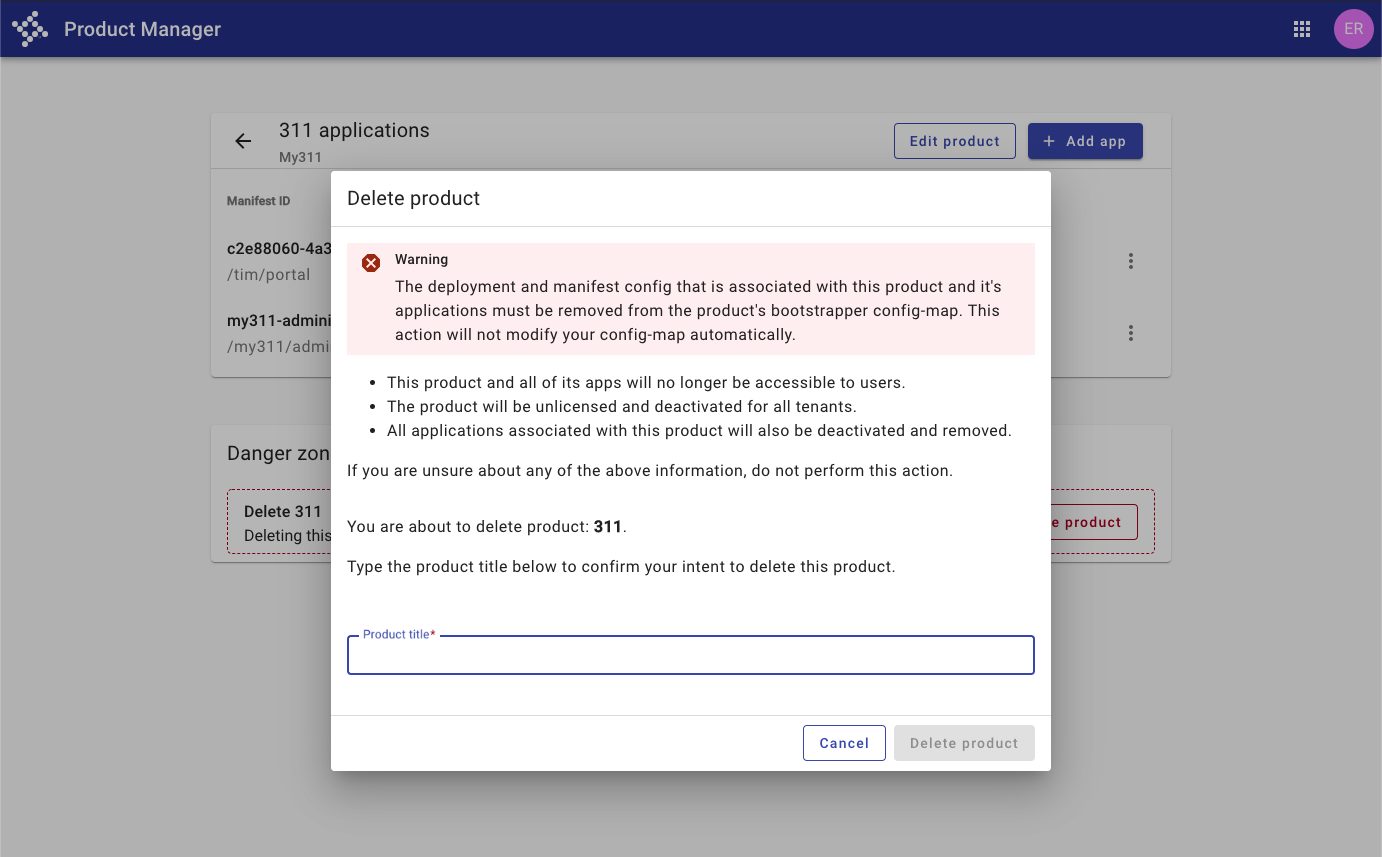 Product Manager
ER
311 applications
My311
Edit product
+ Add app
Manifest ID
c2e88060-4a3
/tim/portal
my311-admini
/my311/admi
Danger zon
Delete 311
Deleting this
e product
Delete product
Warning
The deployment and manifest config that is associated with this product and it's
applications must be removed from the product's bootstrapper config-map. This
action will not modify your config-map automatically.
• This product and all of its apps will no longer be accessible to users.
• The product will be unlicensed and deactivated for all tenants.
• All applications associated with this product will also be deactivated and removed.
If you are unsure about any of the above information, do not perform this action.
You are about to delete product: 311.
Type the product title below to confirm your intent to delete this product.
Product title*
Cancel
Delete product